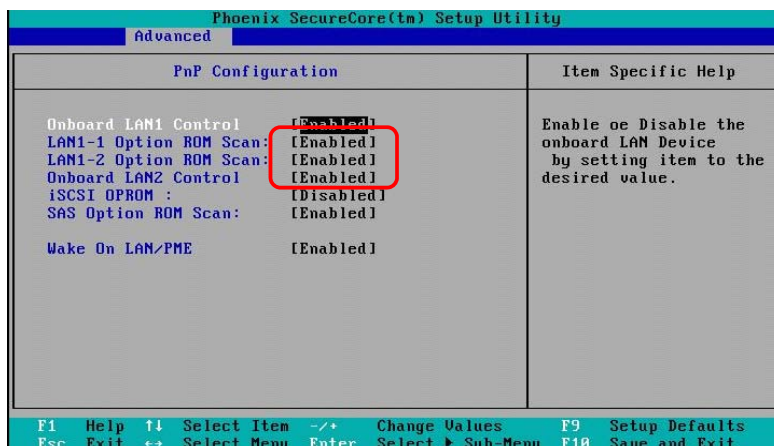 Phoenix SecureCore(tm) Setup Utility
Advanced
PnP Configuration
Item Specific Help
Onboard LAN1 Control [Enabled]
LAN1-1 Option ROM Scan: [Enabled]
LAN1-2 Option ROM Scan: [Enabled]
Onboard LAN2 Control [Enabled]
iSCSI OPROM : [Disabled]
SAS Option ROM Scan: [Enabled]
Wake On LAN/PME [Enabled]
Enable oe Disable the
onboard LAN Device
by setting item to the
desired value.
F1 Help ↑↓ Select Item -/+ Change Values F9 Setup Defaults
Esc Exit ↔ Select Menu Enter Select ▶ Sub-Menu F10 Save and Exit